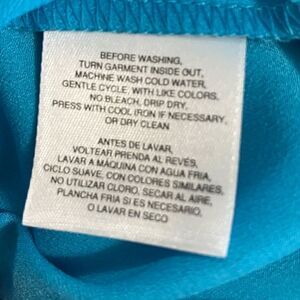 BEFORE WASHING,
TURN GARMENT INSIDE OUT,
MACHINE WASH COLD WATER,
GENTLE CYCLE, WITH LIKE COLORS,
NO BLEACH, DRIP DRY,
PRESS WITH COOL IRON IF NECESSARY,
OR DRY CLEAN
ANTES DE LAVAR,
VOLTEAR PRENDA AL REVÉS,
LAVAR A MÁQUINA CON AGUA FRIA,
CICLO SUAVE, CON COLORES SIMILARES,
NO UTILIZAR CLORO, SECAR AL AIRE,
PLANCHA FRIA SI ES NECESARIO,
O LAVAR EN SECO